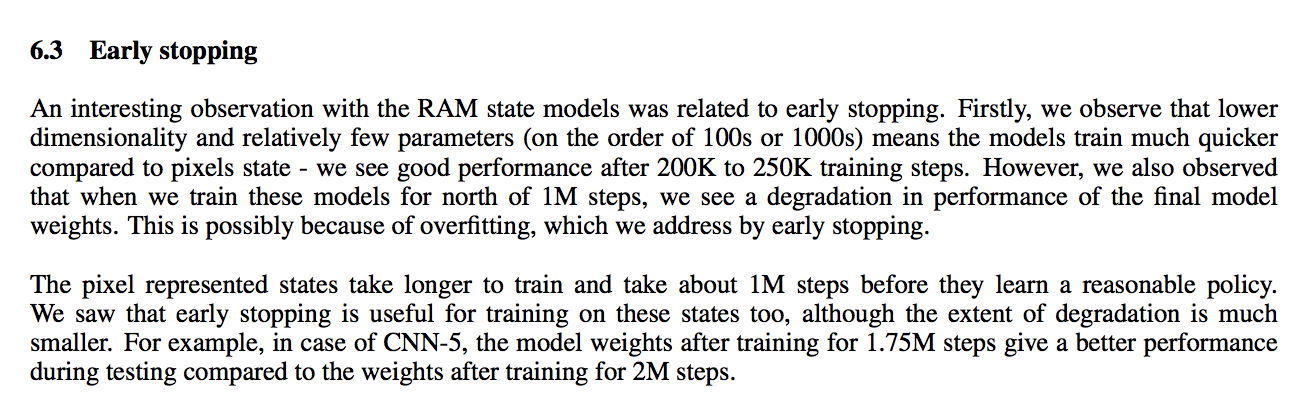 6.3 Early stopping
An interesting observation with the RAM state models was related to early stopping. Firstly, we observe that lower
dimensionality and relatively few parameters (on the order of 100s or 1000s) means the models train much quicker
compared to pixels state - we see good performance after 200K to 250K training steps. However, we also observed
that when we train these models for north of 1M steps, we see a degradation in performance of the final model
weights. This is possibly because of overfitting, which we address by early stopping.
The pixel represented states take longer to train and take about 1M steps before they learn a reasonable policy.
We saw that early stopping is useful for training on these states too, although the extent of degradation is much
smaller. For example, in case of CNN-5, the model weights after training for 1.75M steps give a better performance
during testing compared to the weights after training for 2M steps.